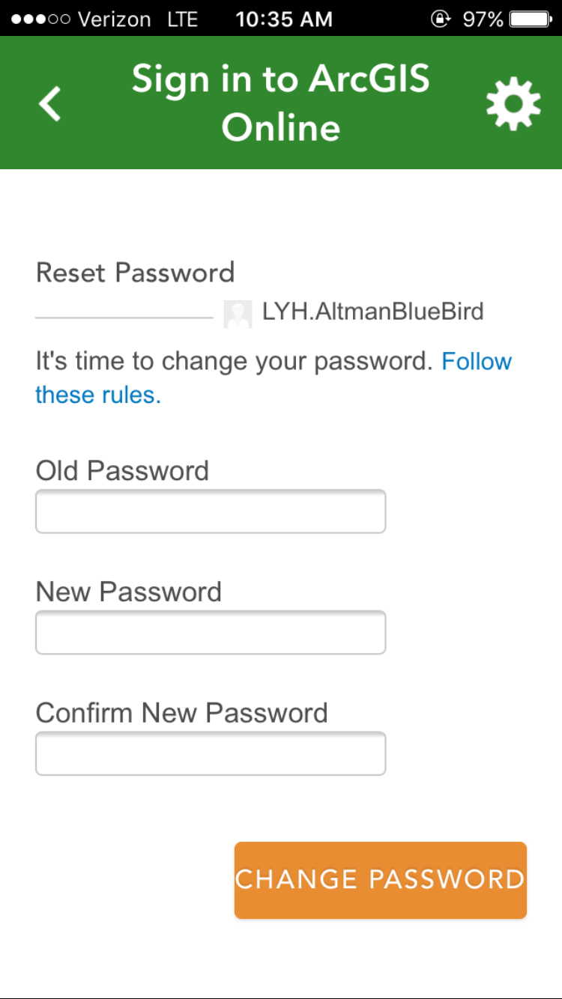 Verizon LTE 10:35 AM 97%
Sign in to ArcGIS
Online
Reset Password
LYH.AltmanBlueBird
It's time to change your password. Follow
these rules.
Old Password
New Password
Confirm New Password
CHANGE PASSWORD